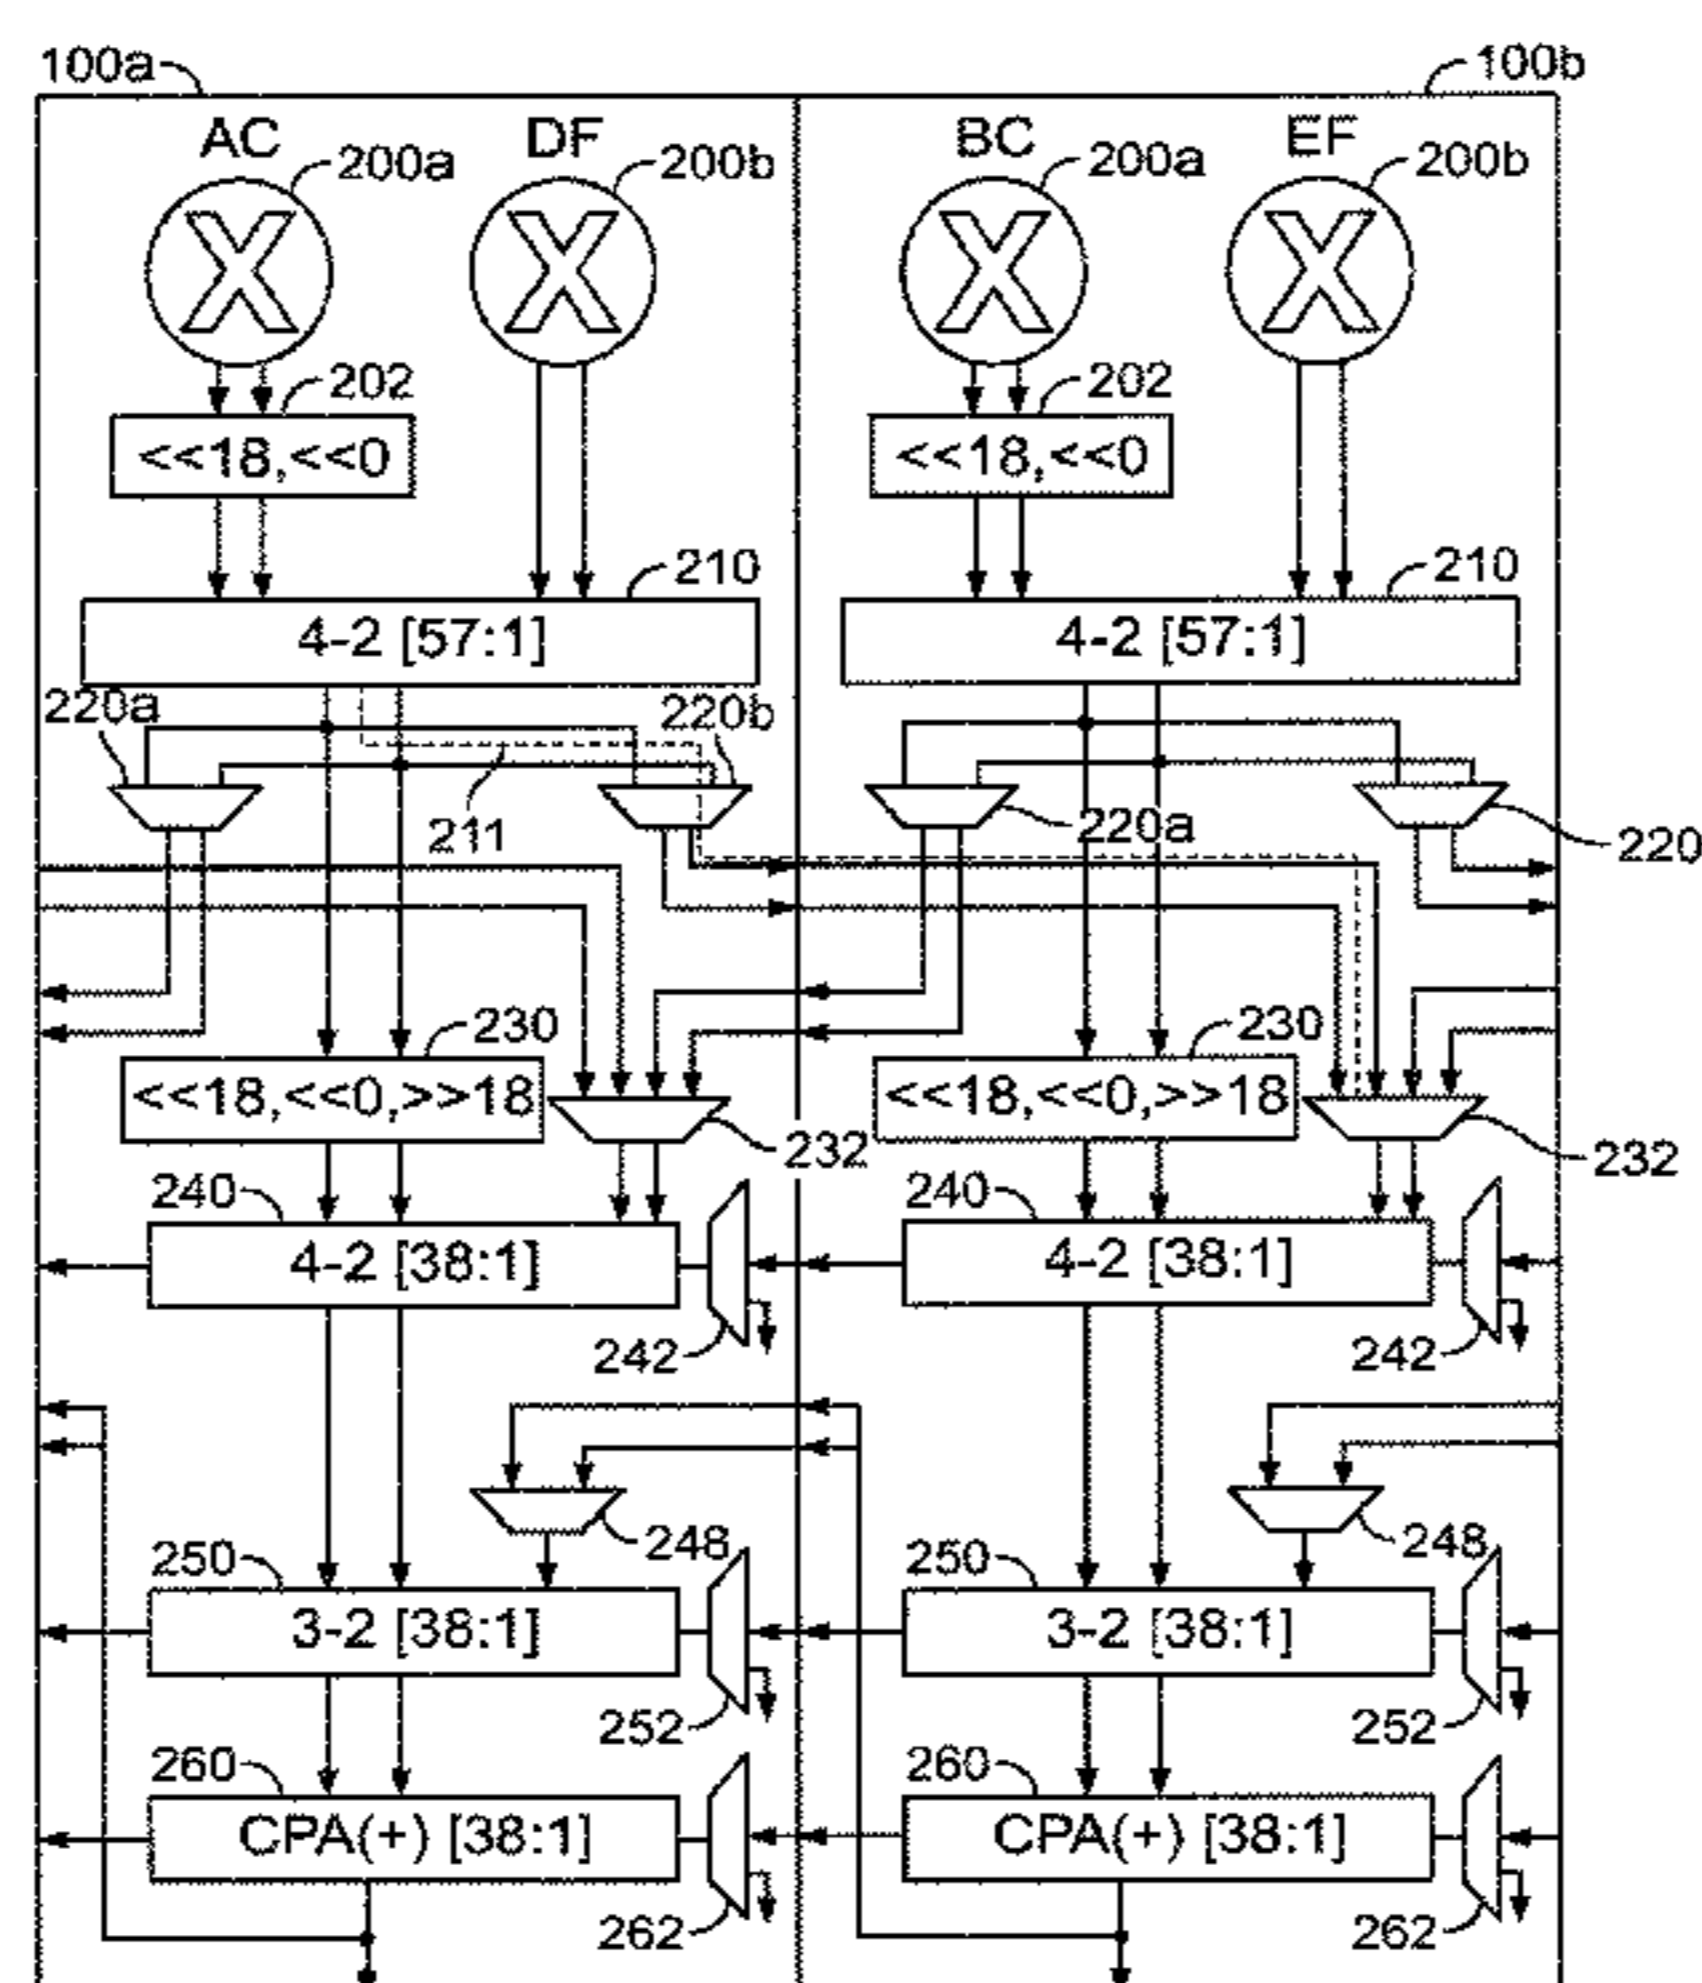 100a 100b
AC DF BC EF
200a 200b 200a 200b
X X X X
202 202
<<18,<<0 <<18,<<0
210 210
4-2 [57:1] 4-2 [57:1]
220a 220b
211 220a 220
230 230
<<18,<<0,>>18 <<18,<<0,>>18
232 232
240 240
4-2 [38:1] 4-2 [38:1]
242 242
248 248
250 250
3-2 [38:1] 3-2 [38:1]
252 252
260 260
CPA(+) [38:1] CPA(+) [38:1]
262 262